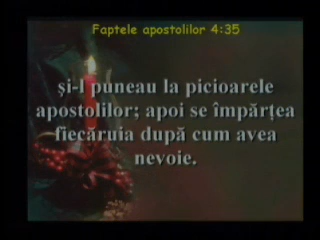 Faptele apostolilor 4:35
şi-l puneau la picioarele
apostolilor; apoi se împărţea
fiecăruia după cum avea
nevoie.